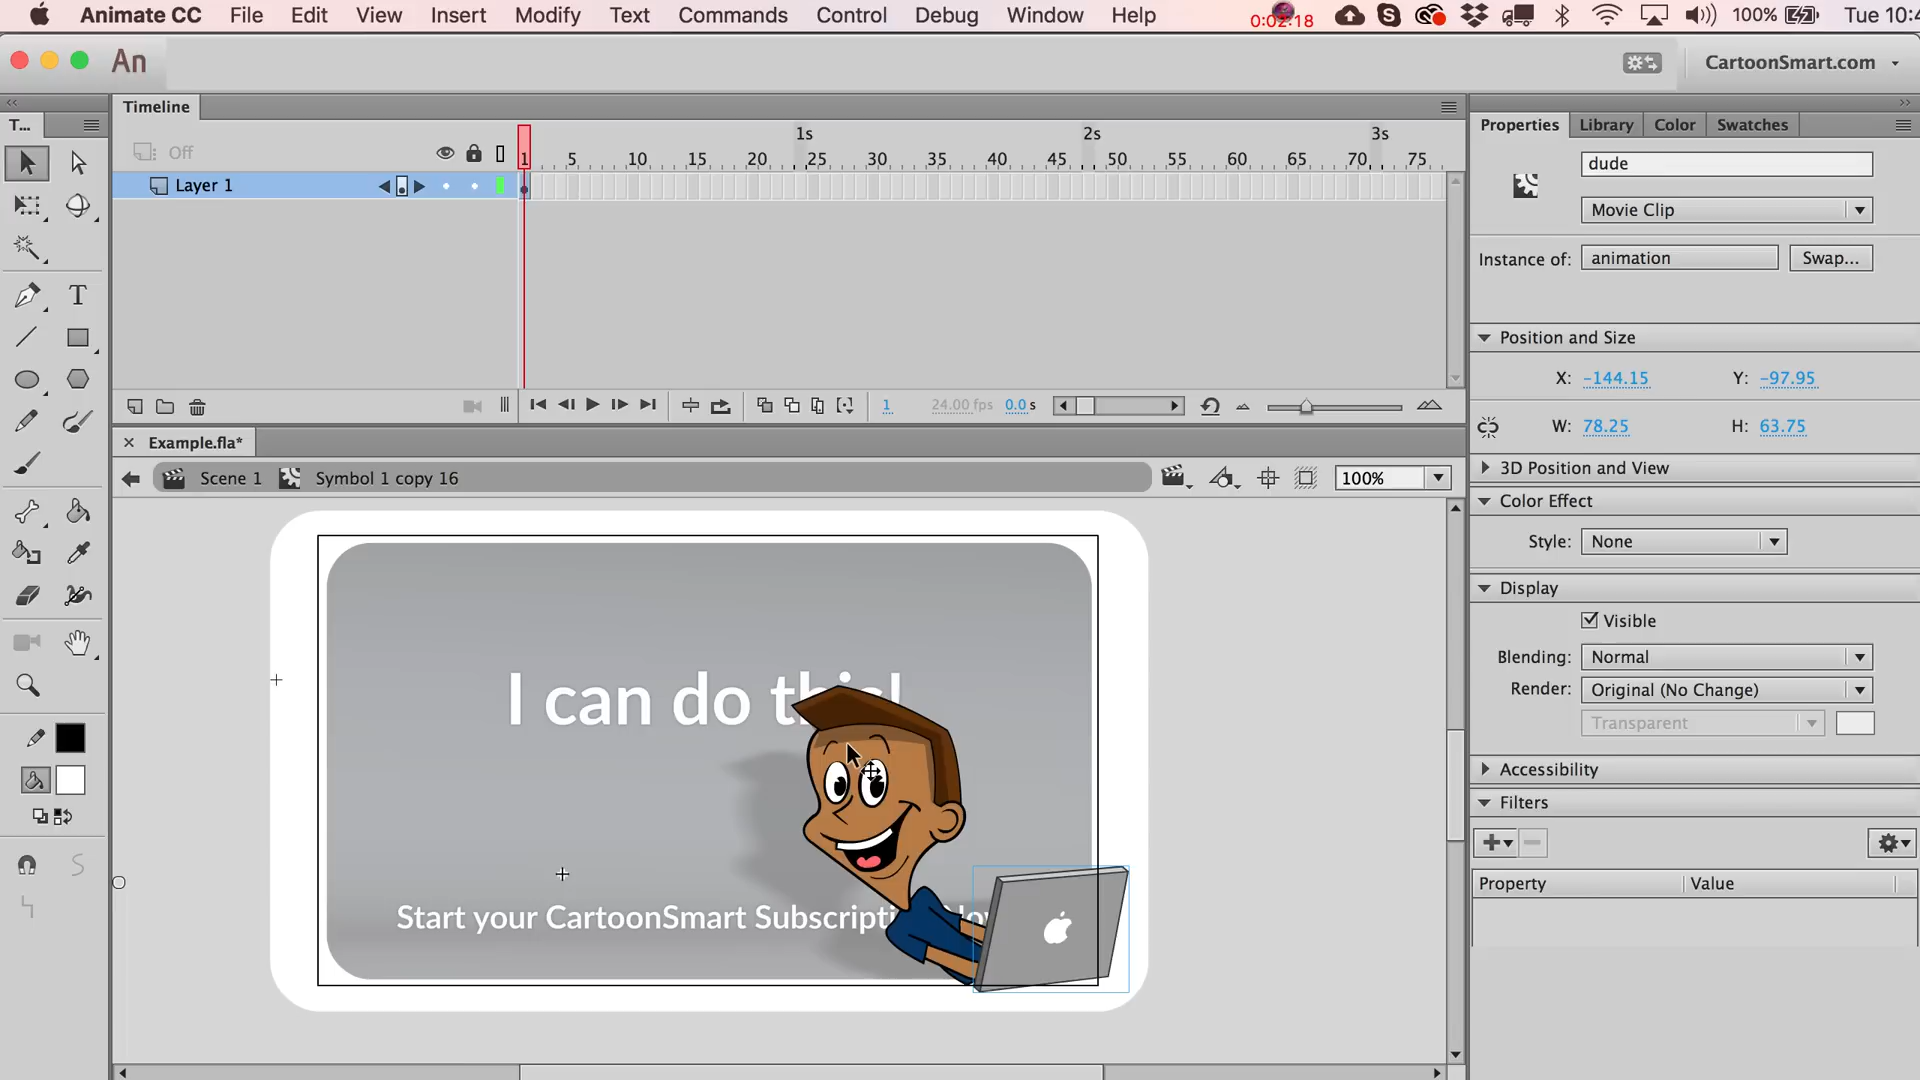 Animate CC File Edit View Insert Modify Text Commands Control Debug Window Help 0:02:18 100% Tue 10:4
An CartoonSmart.com
T... Timeline Properties Library Color Swatches
1s 2s 3s
Off 1 5 10 15 20 25 30 35 40 45 50 55 60 65 70 75
dude
Layer 1
Movie Clip
Instance of: animation Swap...
Position and Size
X: -144.15 Y: -97.95
1 24.00 fps 0.0 s
W: 78.25 H: 63.75
Example.fla*
3D Position and View
Scene 1 Symbol 1 copy 16 100%
Color Effect
Style: None
Display
Visible
Blending: Normal
Render: Original (No Change)
Transparent
I can do this!
Accessibility
Filters
Property Value
Start your CartoonSmart Subscripti